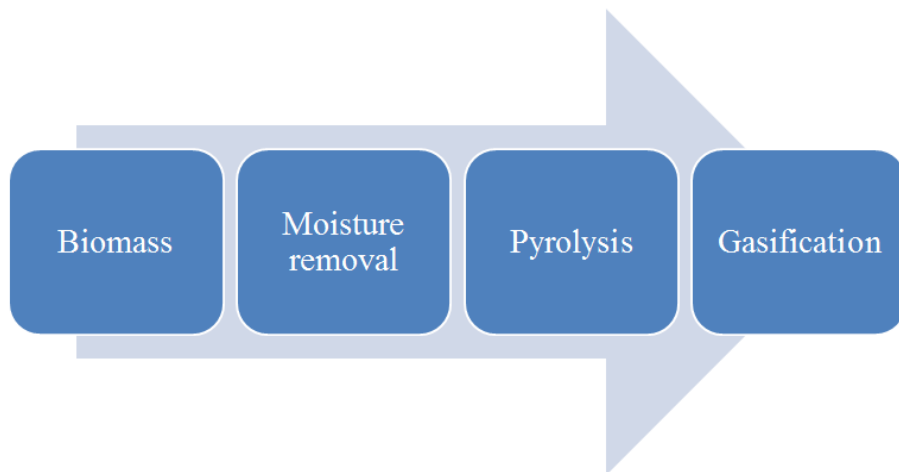 Biomass
Moisture
removal
Pyrolysis
Gasification